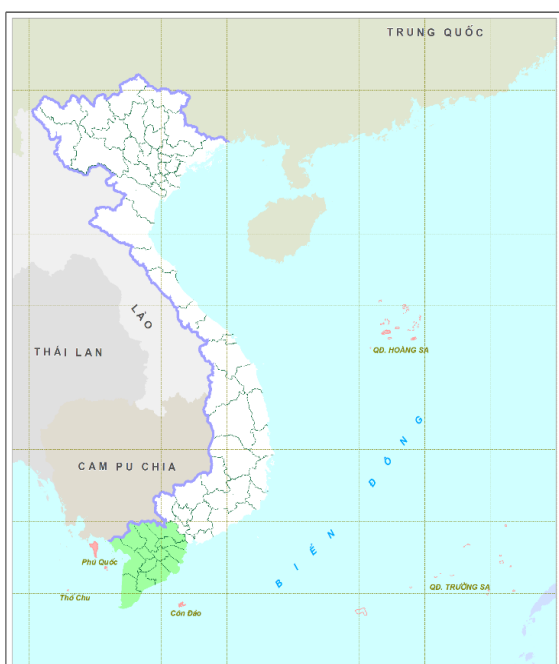 TRUNG QUỐC
LÀO
THÁI LAN
QĐ. HOÀNG SA
CAM PU CHIA
BIỂN ĐÔNG
Phú Quốc
Thổ Chu
Côn Đảo
QĐ. TRƯỜNG SA